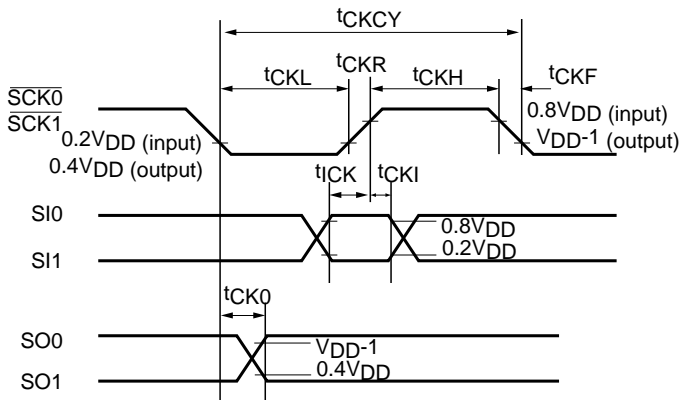 tCKCY
tCKR
tCKL
tCKH
tCKF
SCK0
SCK1
0.8VDD (input)
0.2VDD (input)
VDD-1 (output)
0.4VDD (output)
tICK
tCKI
SI0
0.8VDD
0.2VDD
SI1
tCK0
SO0
VDD-1
0.4VDD
SO1